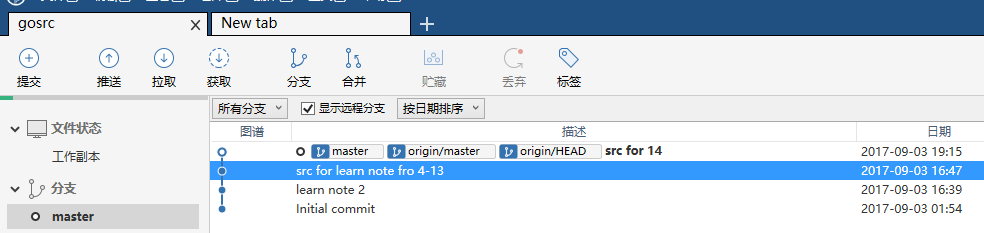 gosrc New tab
提交 推送 拉取 获取 分支 合并 贮藏 丢弃 标签
所有分支 显示远程分支 按日期排序
文件状态
工作副本
分支
master
图谱 描述 日期
master origin/master origin/HEAD src for 14 2017-09-03 19:15
src for learn note fro 4-13 2017-09-03 16:47
learn note 2 2017-09-03 16:39
Initial commit 2017-09-03 01:54